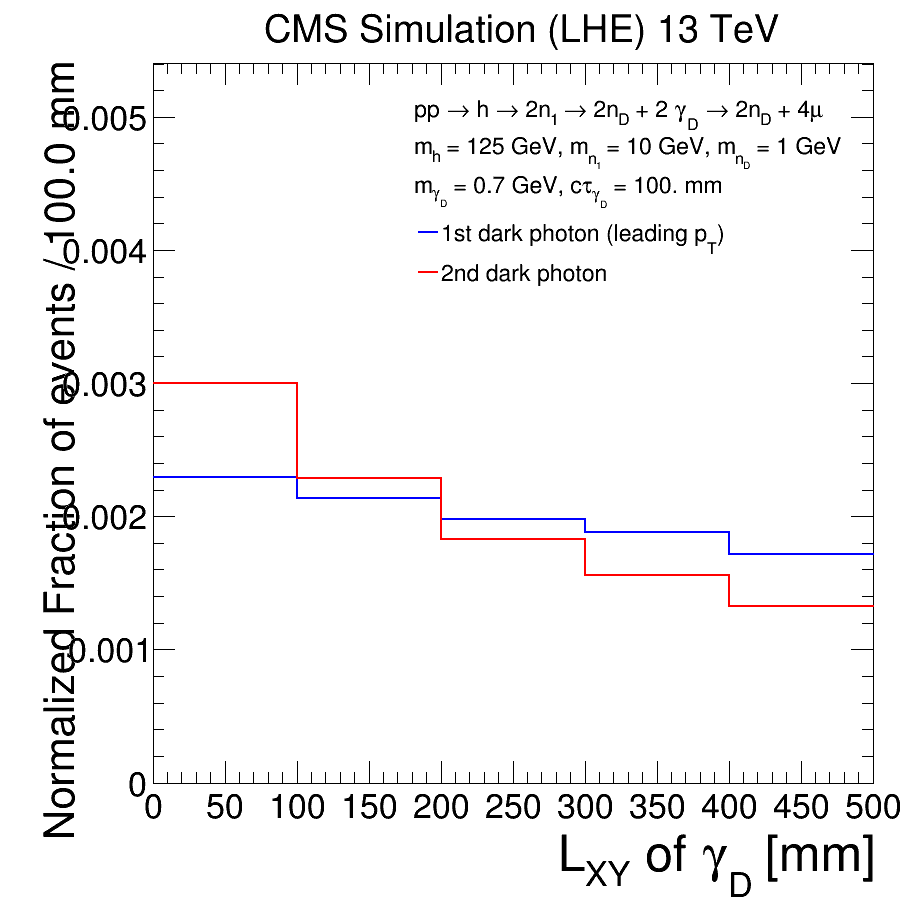 CMS Simulation (LHE) 13 TeV
Normalized Fraction of events / 100.0 mm
0.005
0.004
0.003
0.002
0.001
0
pp → h → 2n1 → 2nD + 2 γD → 2nD + 4μ
mh = 125 GeV, mn1 = 10 GeV, mnD = 1 GeV
mγD = 0.7 GeV, cτγD = 100. mm
1st dark photon (leading pT)
2nd dark photon
0 50 100 150 200 250 300 350 400 450 500
LXY of γD [mm]